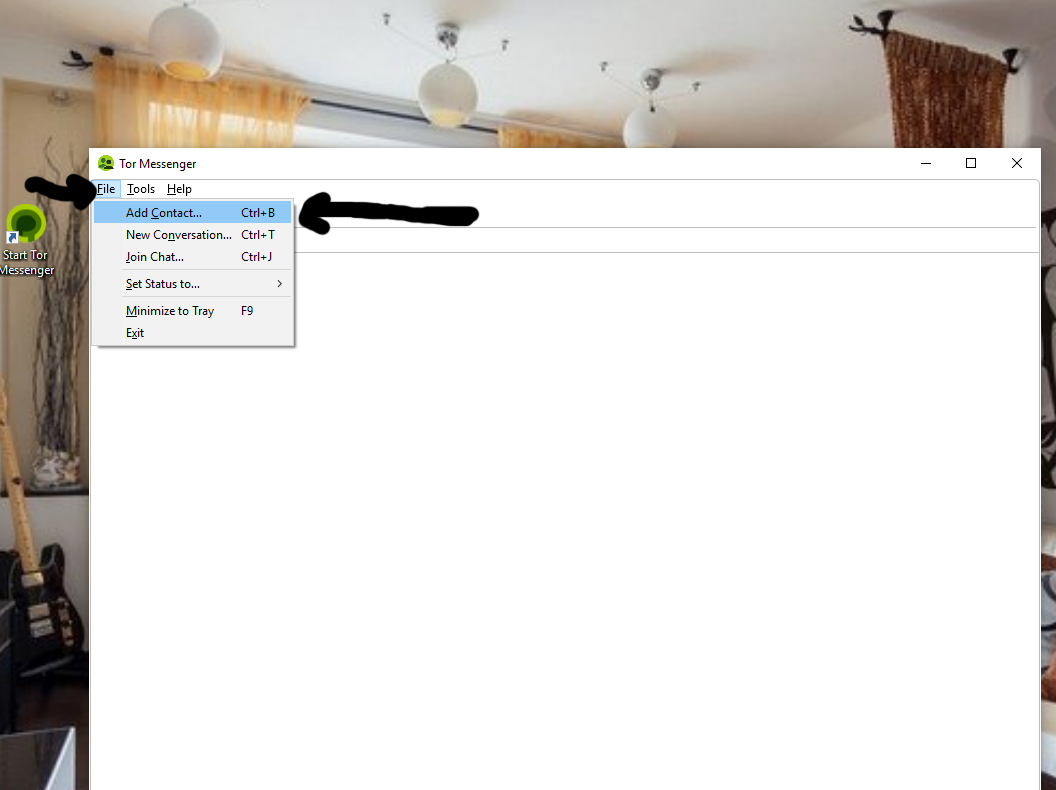 Tor Messenger
File Tools Help
Add Contact... Ctrl+B
New Conversation... Ctrl+T
Join Chat... Ctrl+J
Set Status to...
Minimize to Tray F9
Exit
Start Tor
Messenger